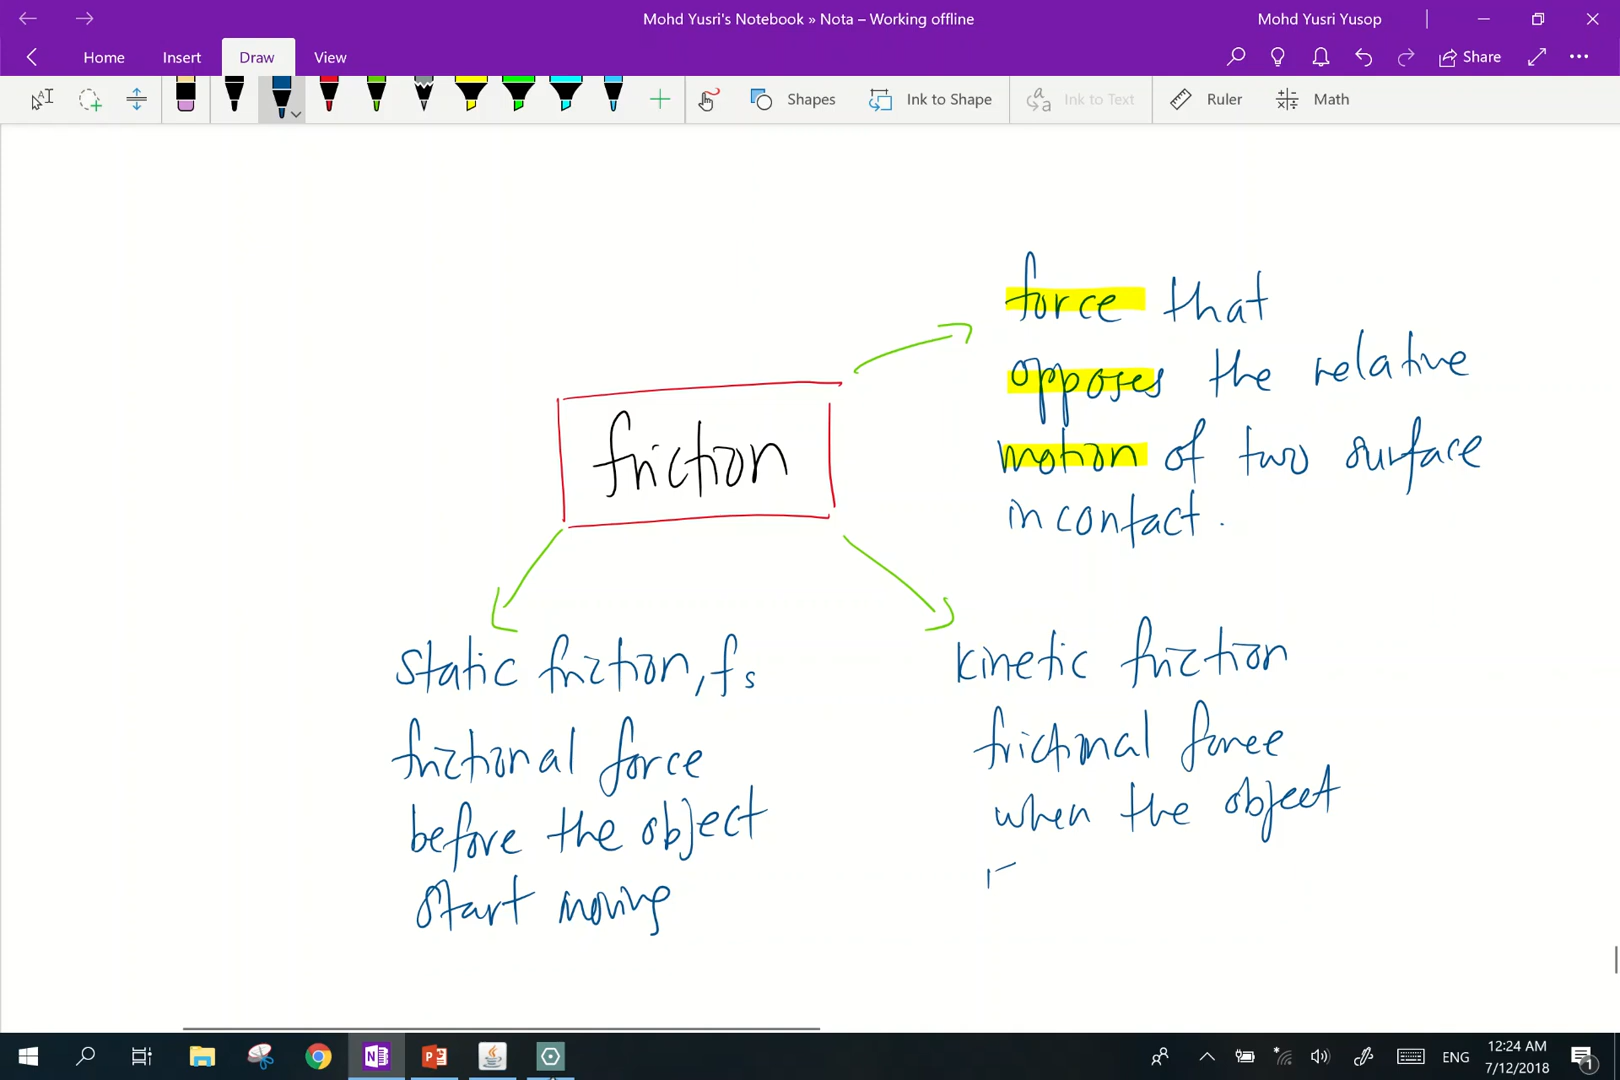 Mohd Yusri's Notebook » Nota – Working offline
Mohd Yusri Yusop
Home
Insert
Draw
View
Share
Shapes
Ink to Shape
Ink to Text
Ruler
Math
force that
opposes the relative
motion of two surface
in contact.
friction
Static friction, fs
frictional force
before the object
start moving
kinetic friction
frictional force
when the object
ENG
12:24 AM
7/12/2018
1